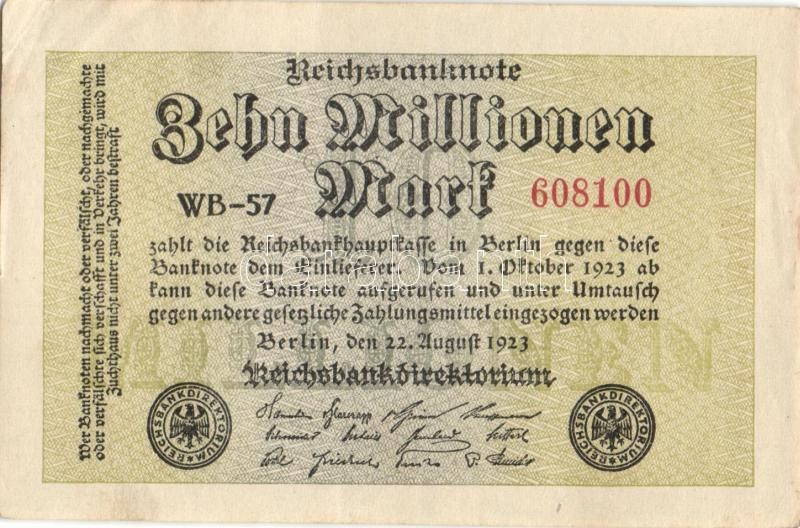 Reichsbanknote
Zehn Millionen
Mark
WB-57
608100
zahlt die Reichsbankhauptkasse in Berlin gegen diese
Banknote dem Einlieferer. Vom 1. Oktober 1923 ab
kann diese Banknote aufgerufen und unter Umtausch
gegen andere gesetzliche Zahlungsmittel eingezogen werden
Berlin, den 22. August 1923
Reichsbankdirektorium
REICHSBANKDIREKTORIUM
REICHSBANKDIREKTORIUM
Wer Banknoten nachmacht oder verfälscht, oder nachgemachte
oder verfälschte sich verschafft und in Verkehr bringt, wird mit
Zuchthaus nicht unter zwei Jahren bestraft